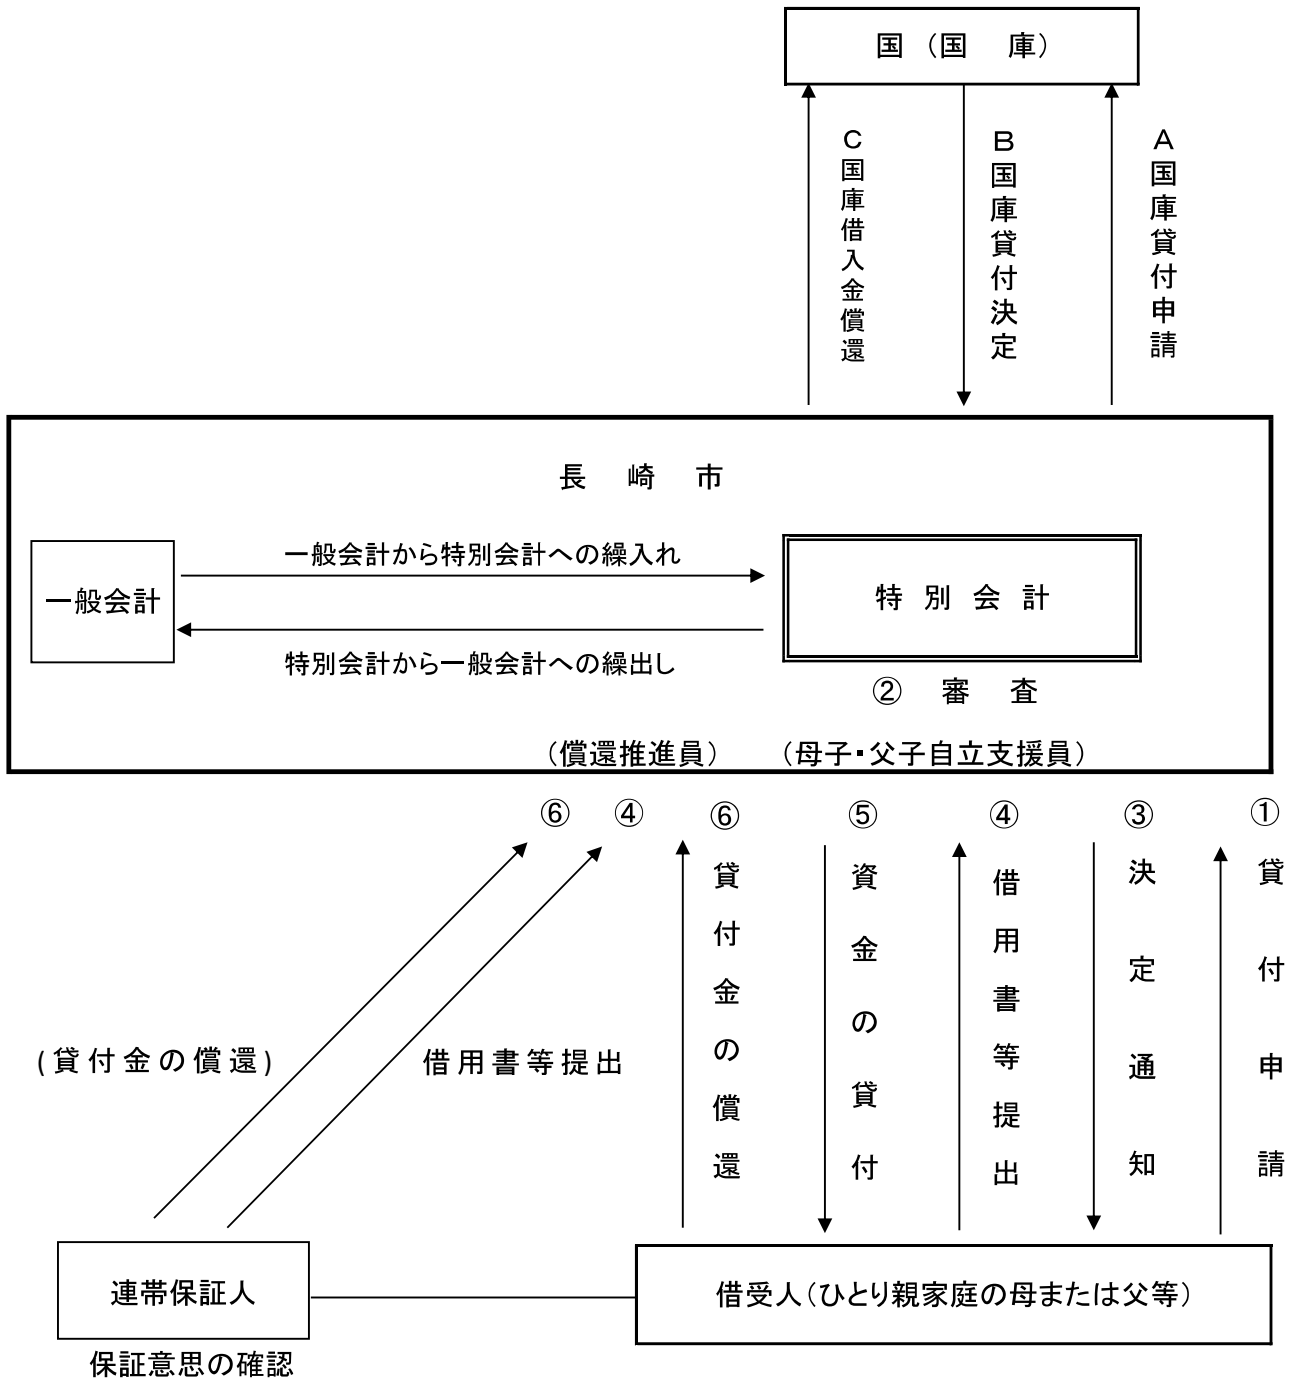 国（国　庫）
C国庫借入金償還
B国庫貸付決定
A国庫貸付申請
長　崎　市
一般会計
一般会計から特別会計への繰入れ
特別会計から一般会計への繰出し
特 別 会 計
② 審　査
（償還推進員）
（母子・父子自立支援員）
⑥
④
⑥貸付金の償還
⑤資金の貸付
④借用書等提出
③決定通知
①貸付申請
(貸付金の償還)
借用書等提出
連帯保証人
保証意思の確認
借受人（ひとり親家庭の母または父等）